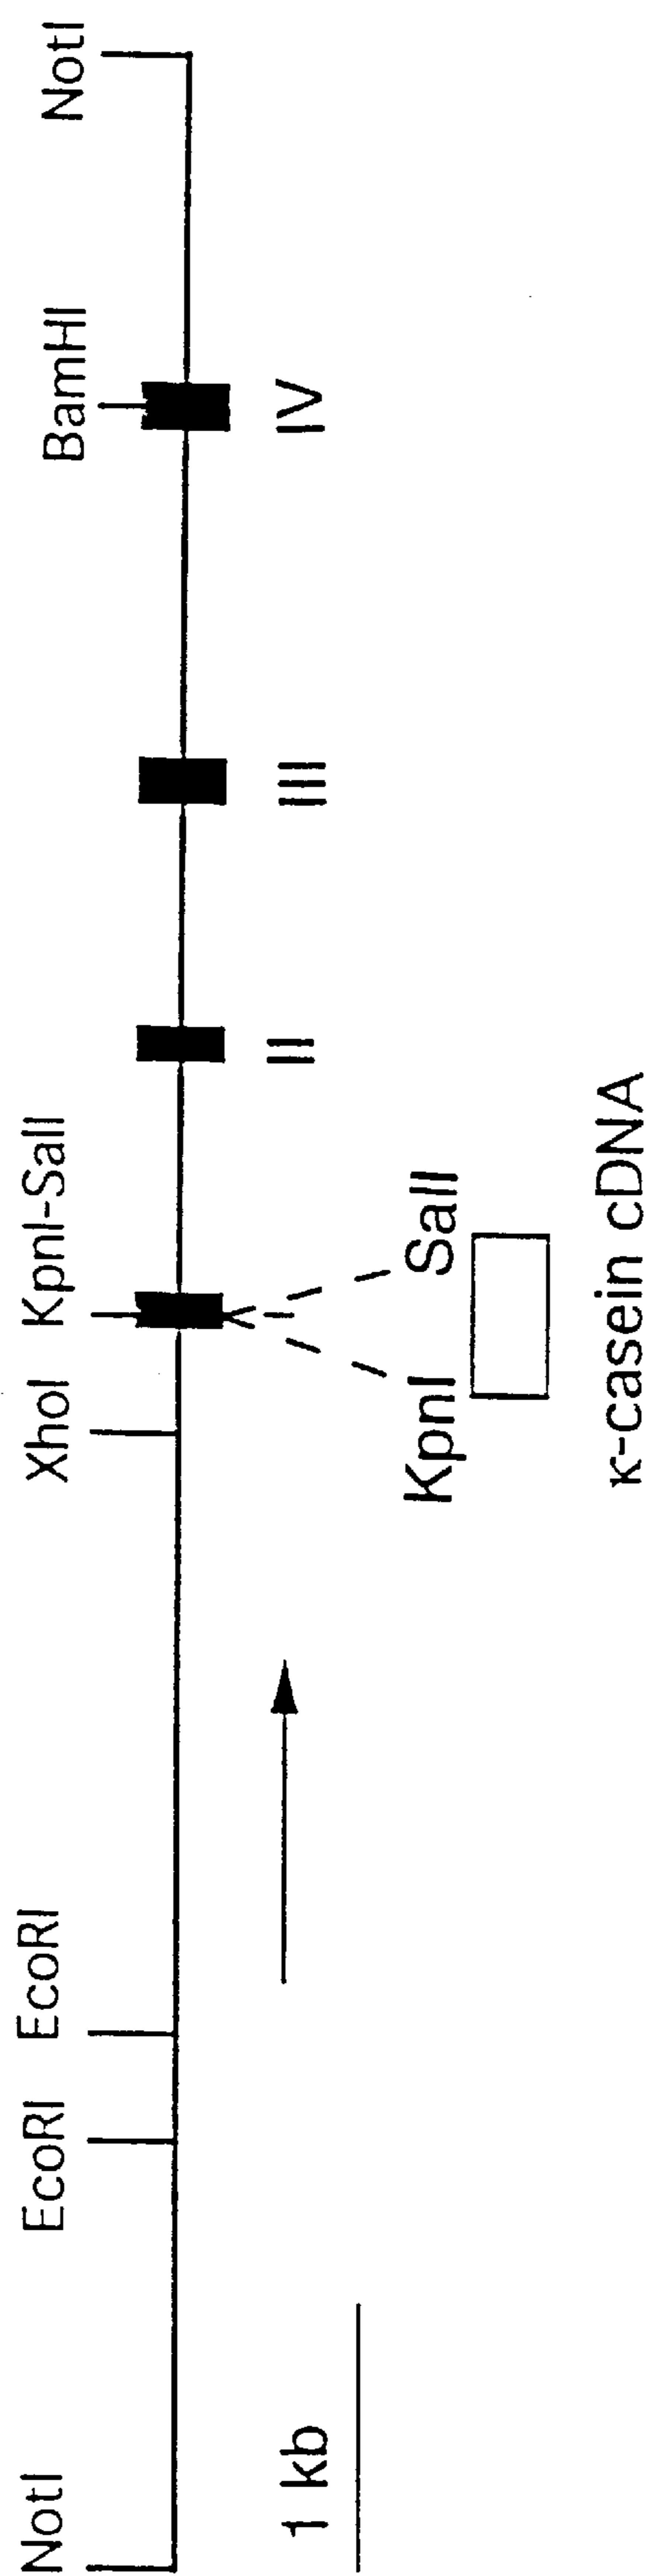 NotI EcoRI EcoRI XhoI KpnI-SalI BamHI NotI
II III IV
1 kb
KpnI SalI
κ-casein cDNA